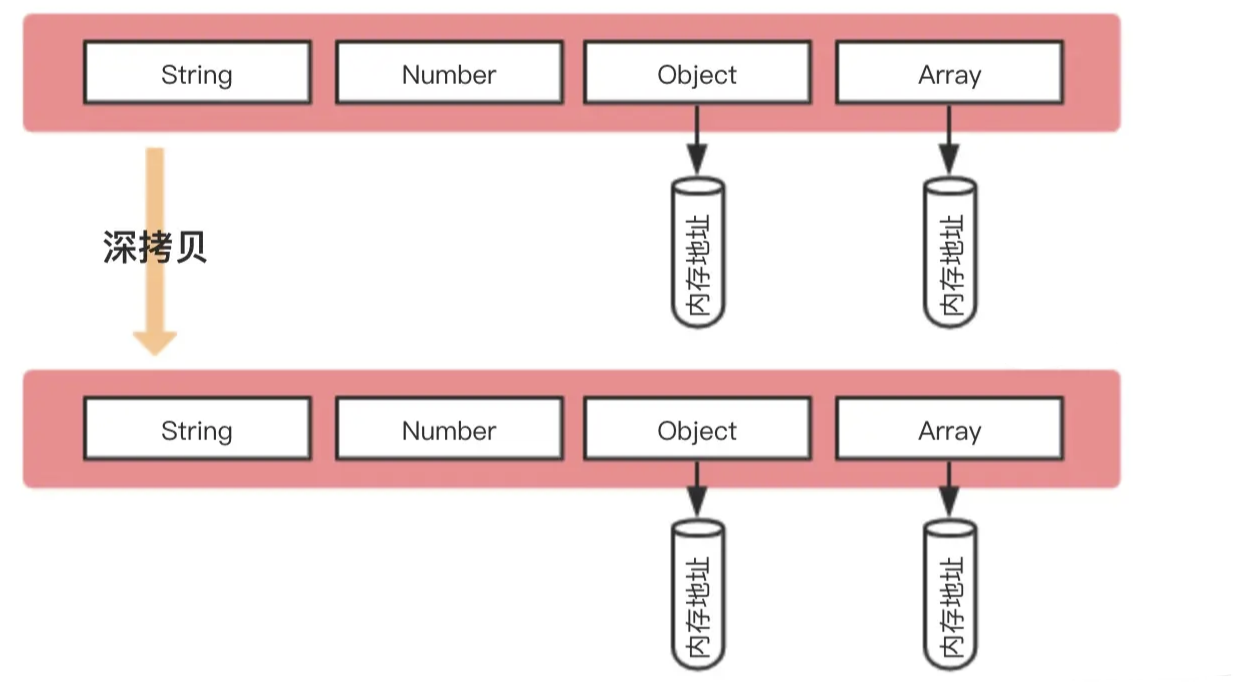 String
Number
Object
Array
内存地址
内存地址
深拷贝
String
Number
Object
Array
内存地址
内存地址